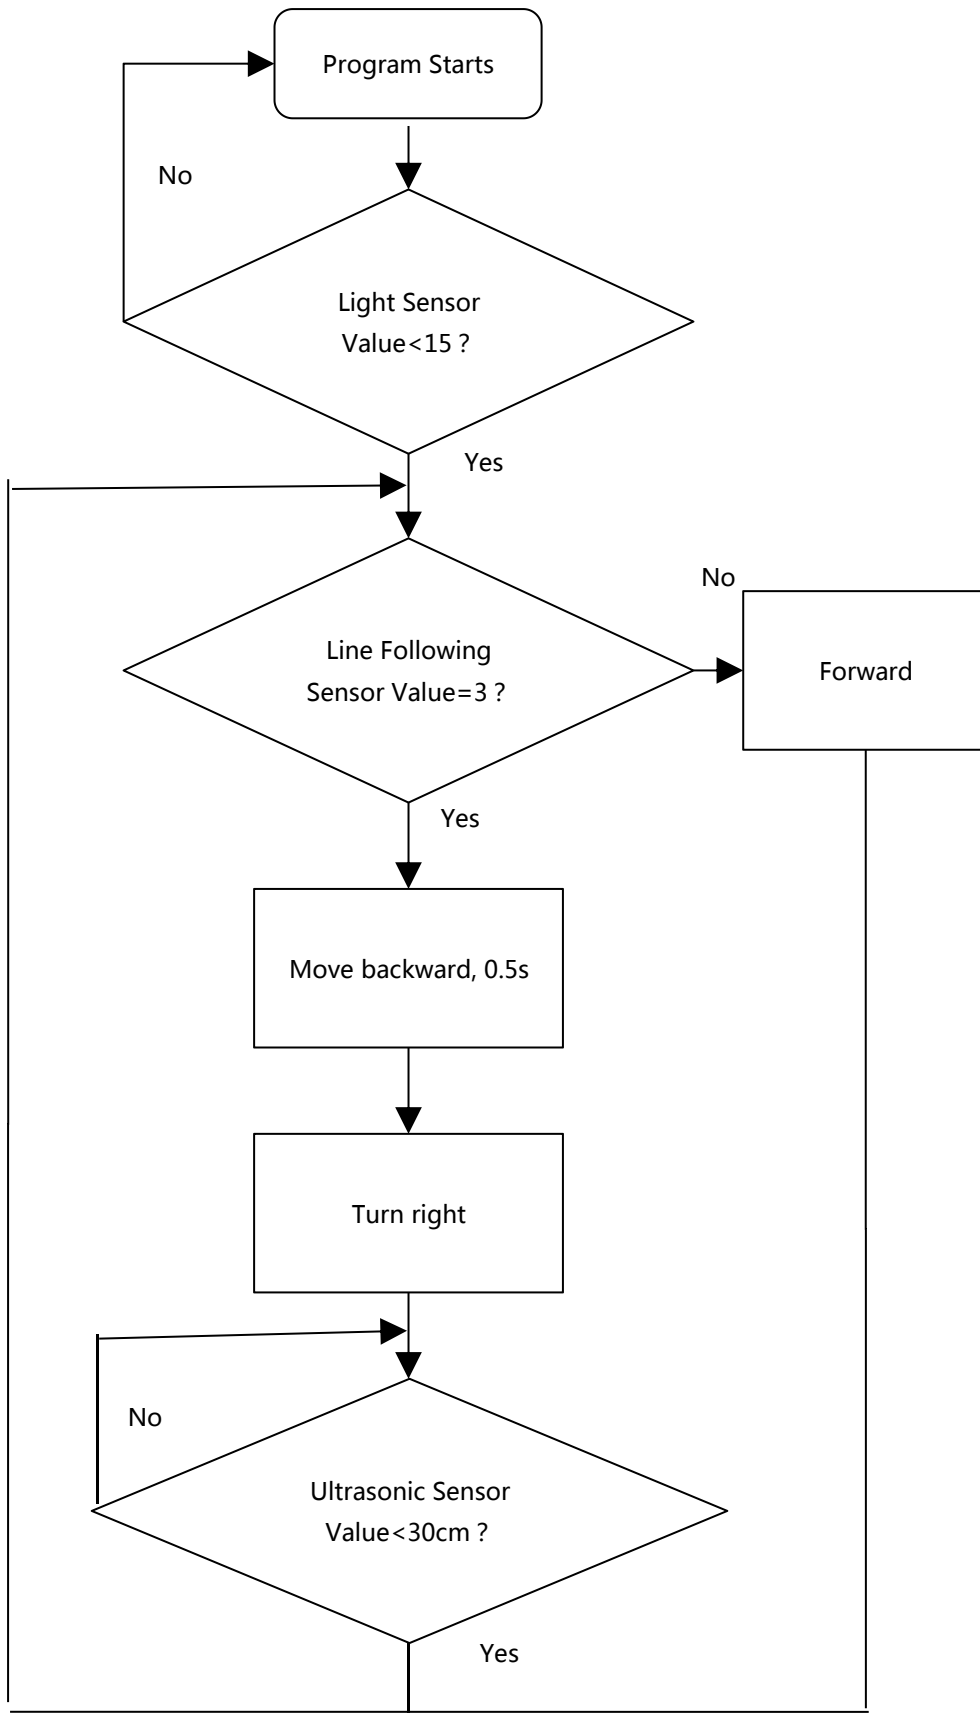 Program Starts
No
Light Sensor
Value<15 ?
Yes
No
Line Following
Sensor Value=3 ?
Forward
Yes
Move backward, 0.5s
Turn right
No
Ultrasonic Sensor
Value<30cm ?
Yes